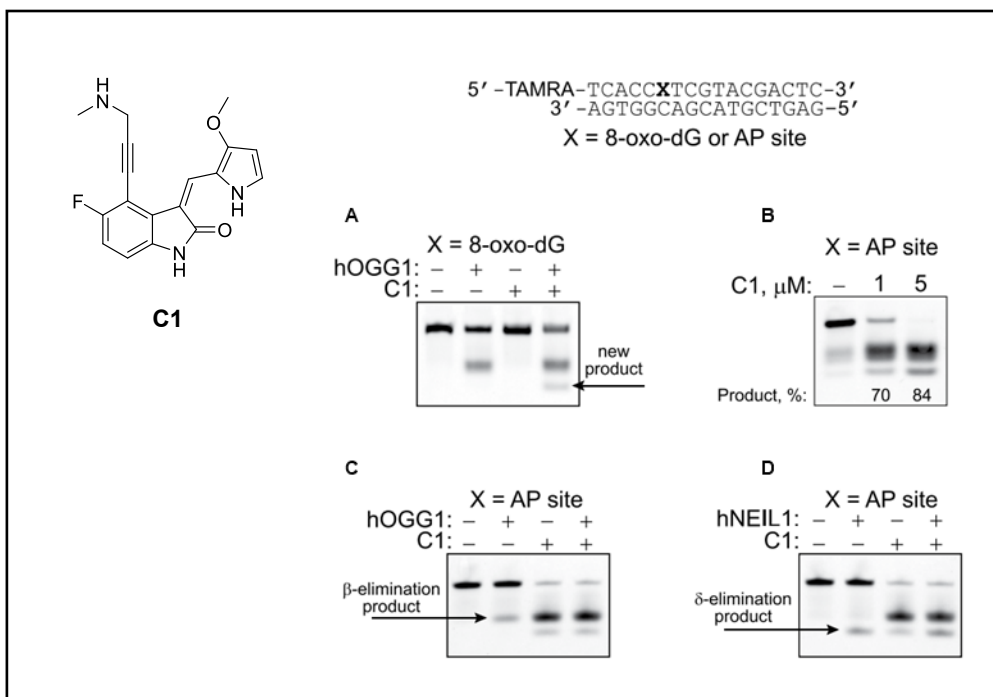 H
N
O
F
N
H
O
N
H
C1
5′ -TAMRA-TCACCXTCGTACGACTC-3′
3′-AGTGGCAGCATGCTGAG-5′
X = 8-oxo-dG or AP site
A
X = 8-oxo-dG
hOGG1: − + − +
C1: − − + +
new
product
B
X = AP site
C1, μM: − 1 5
Product, %: 70 84
C
X = AP site
hOGG1: − + − +
C1: − − + +
β-elimination
product
D
X = AP site
hNEIL1: − + − +
C1: − − + +
δ-elimination
product